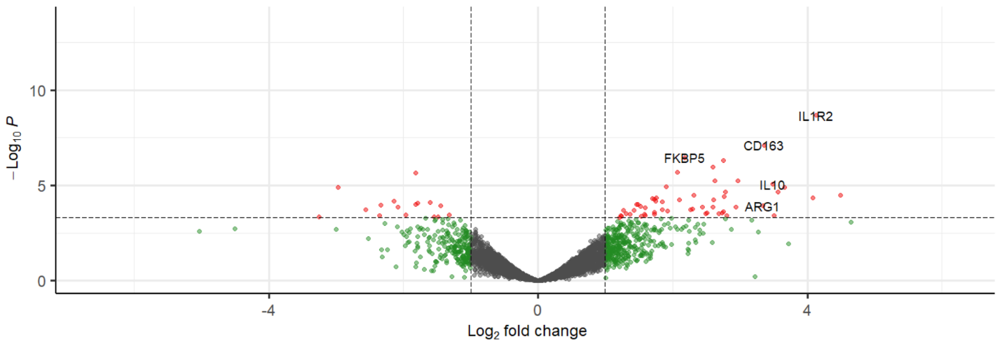 10
5
0
−Log₁₀ P
IL1R2
CD163
FKBP5
IL10
ARG1
-4
0
4
Log₂ fold change